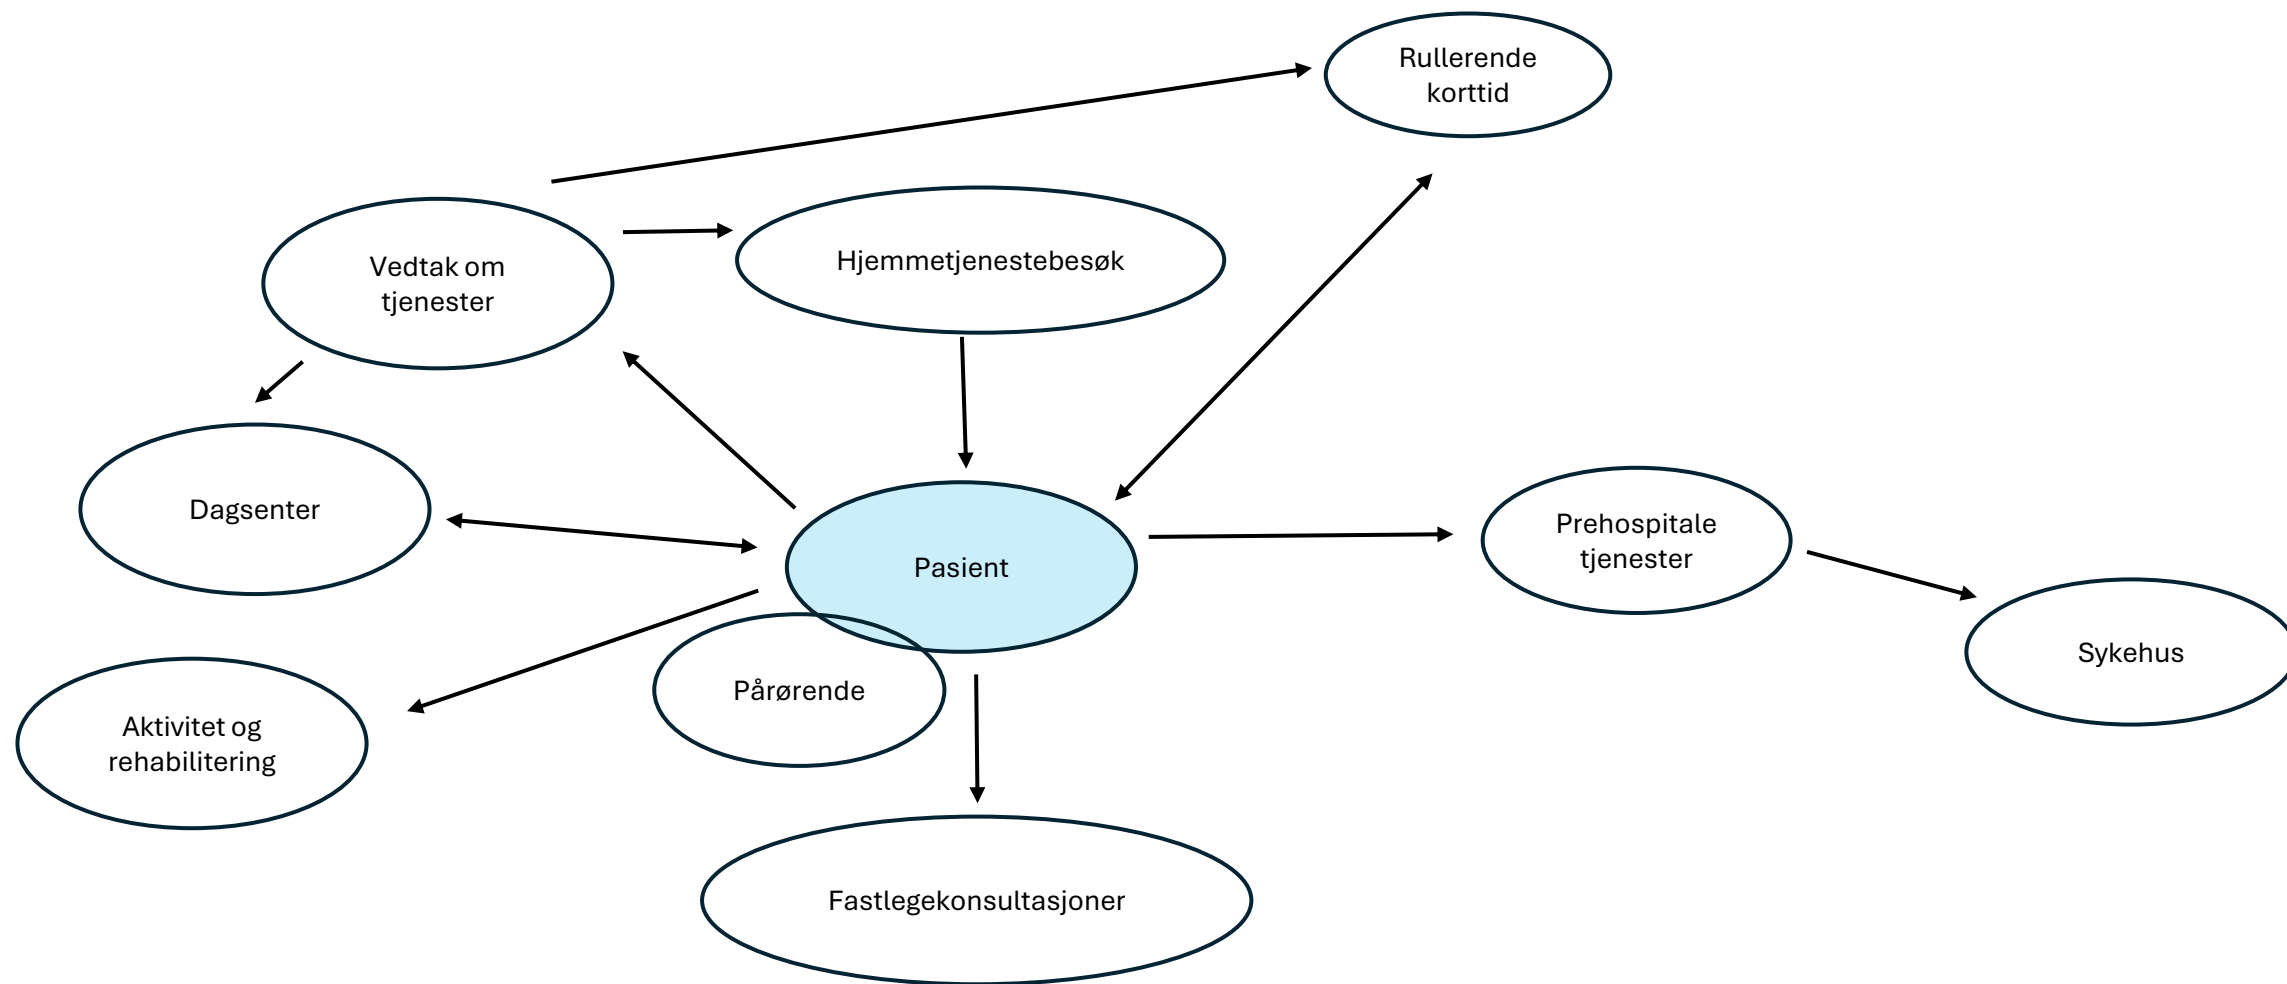 Rullerende
korttid
Vedtak om
tjenester
Hjemmetjenestebesøk
Dagsenter
Pasient
Prehospitale
tjenester
Sykehus
Pårørende
Aktivitet og
rehabilitering
Fastlegekonsultasjoner